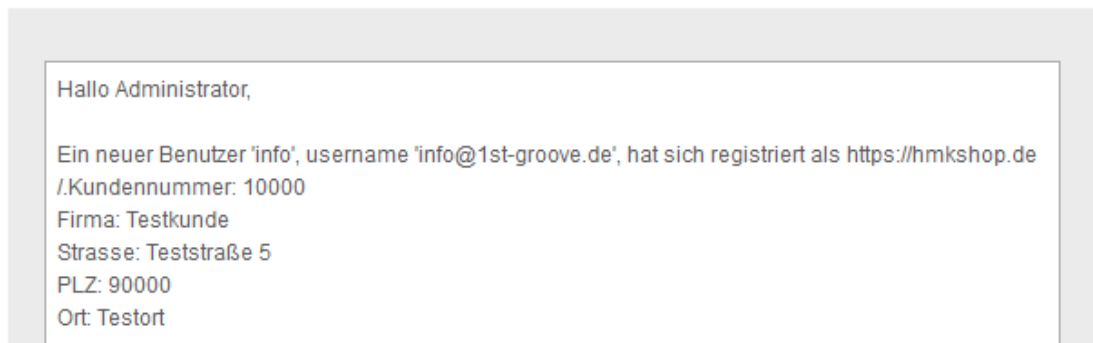 Hallo Administrator,
Ein neuer Benutzer 'info', username 'info@1st-groove.de', hat sich registriert als https://hmkshop.de
/.Kundennummer: 10000
Firma: Testkunde
Strasse: Teststraße 5
PLZ: 90000
Ort: Testort